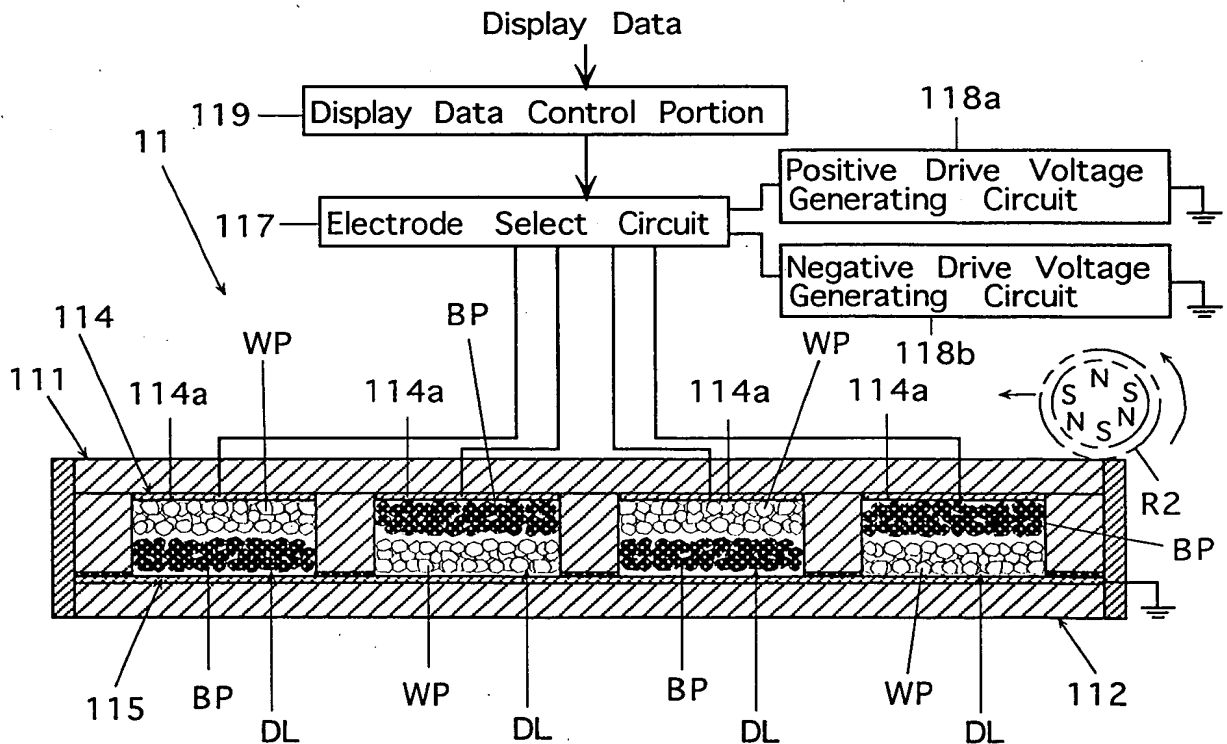 Display Data
119
Display Data Control Portion
118a
11
Positive Drive Voltage
Generating Circuit
117
Electrode Select Circuit
Negative Drive Voltage
Generating Circuit
114
WP
BP
WP
118b
111
114a
114a
114a
114a
S N S
N S N
R2
BP
115
BP
DL
WP
DL
BP
DL
WP
DL
112